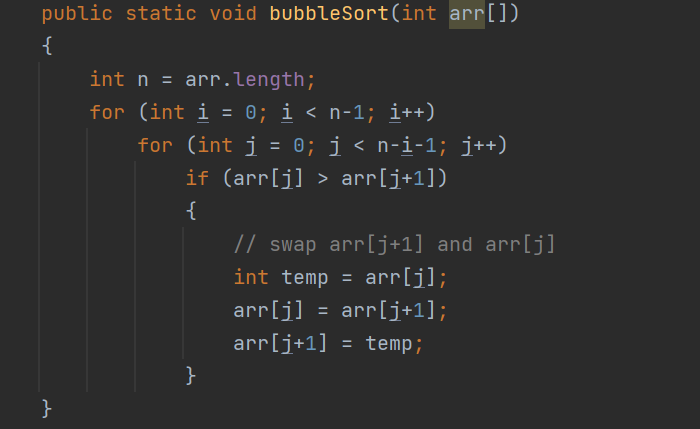 public static void bubbleSort(int arr[])
{
int n = arr.length;
for (int i = 0; i < n-1; i++)
for (int j = 0; j < n-i-1; j++)
if (arr[j] > arr[j+1])
{
// swap arr[j+1] and arr[j]
int temp = arr[j];
arr[j] = arr[j+1];
arr[j+1] = temp;
}
}